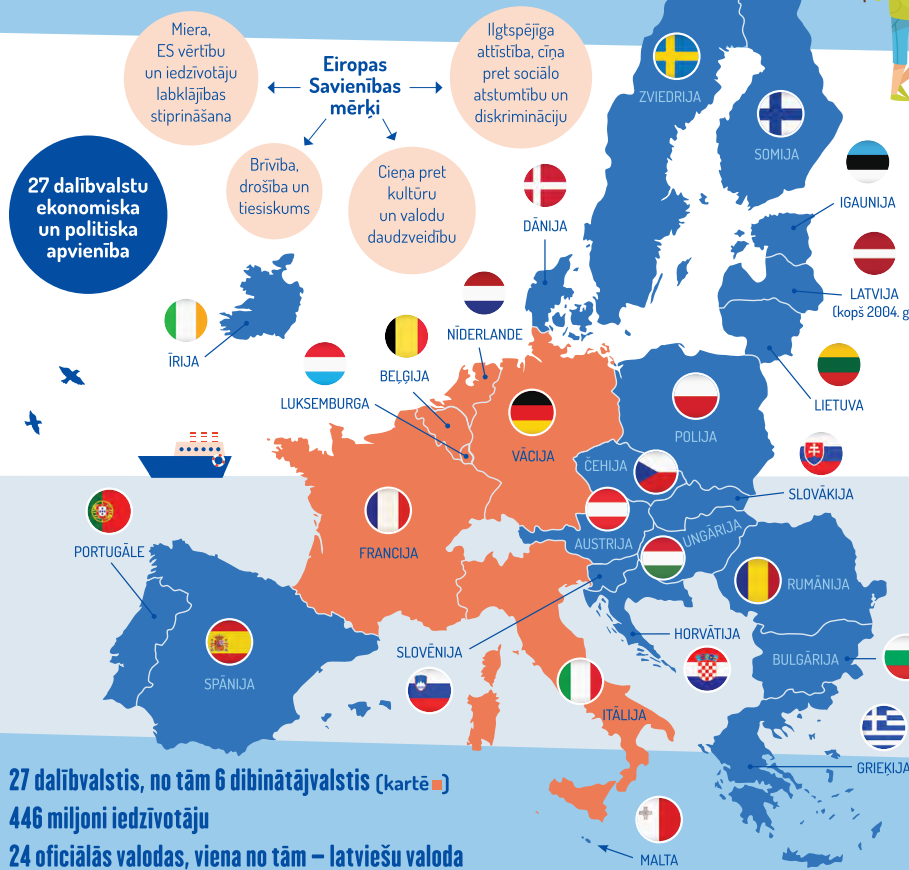 Miera,
ES vērtību
un iedzīvotāju
labklājības
stiprināšana
Eiropas
Savienības
mērķi
Ilgtspējīga
attīstība, cīņa
pret sociālo
atstumtību un
diskrimināciju
Brīvība,
drošība un
tiesiskums
Cieņa pret
kultūru
un valodu
daudzveidību
27 dalībvalstu
ekonomiska
un politiska
apvienība
ZVIEDRIJA
SOMIJA
IGAUNIJA
DĀNIJA
LATVIJA
(kopš 2004. g
ĪRIJA
NĪDERLANDE
BEĻĢIJA
LUKSEMBURGA
LIETUVA
VĀCIJA
POLIJA
ČEHIJA
SLOVĀKIJA
PORTUGĀLE
FRANCIJA
AUSTRIJA
UNGĀRIJA
RUMĀNIJA
SLOVĒNIJA
HORVĀTIJA
BULGĀRIJA
SPĀNIJA
ITĀLIJA
GRIEĶIJA
MALTA
27 dalībvalstis, no tām 6 dibinātājvalstis (kartē )
446 miljoni iedzīvotāju
24 oficiālās valodas, viena no tām – latviešu valoda